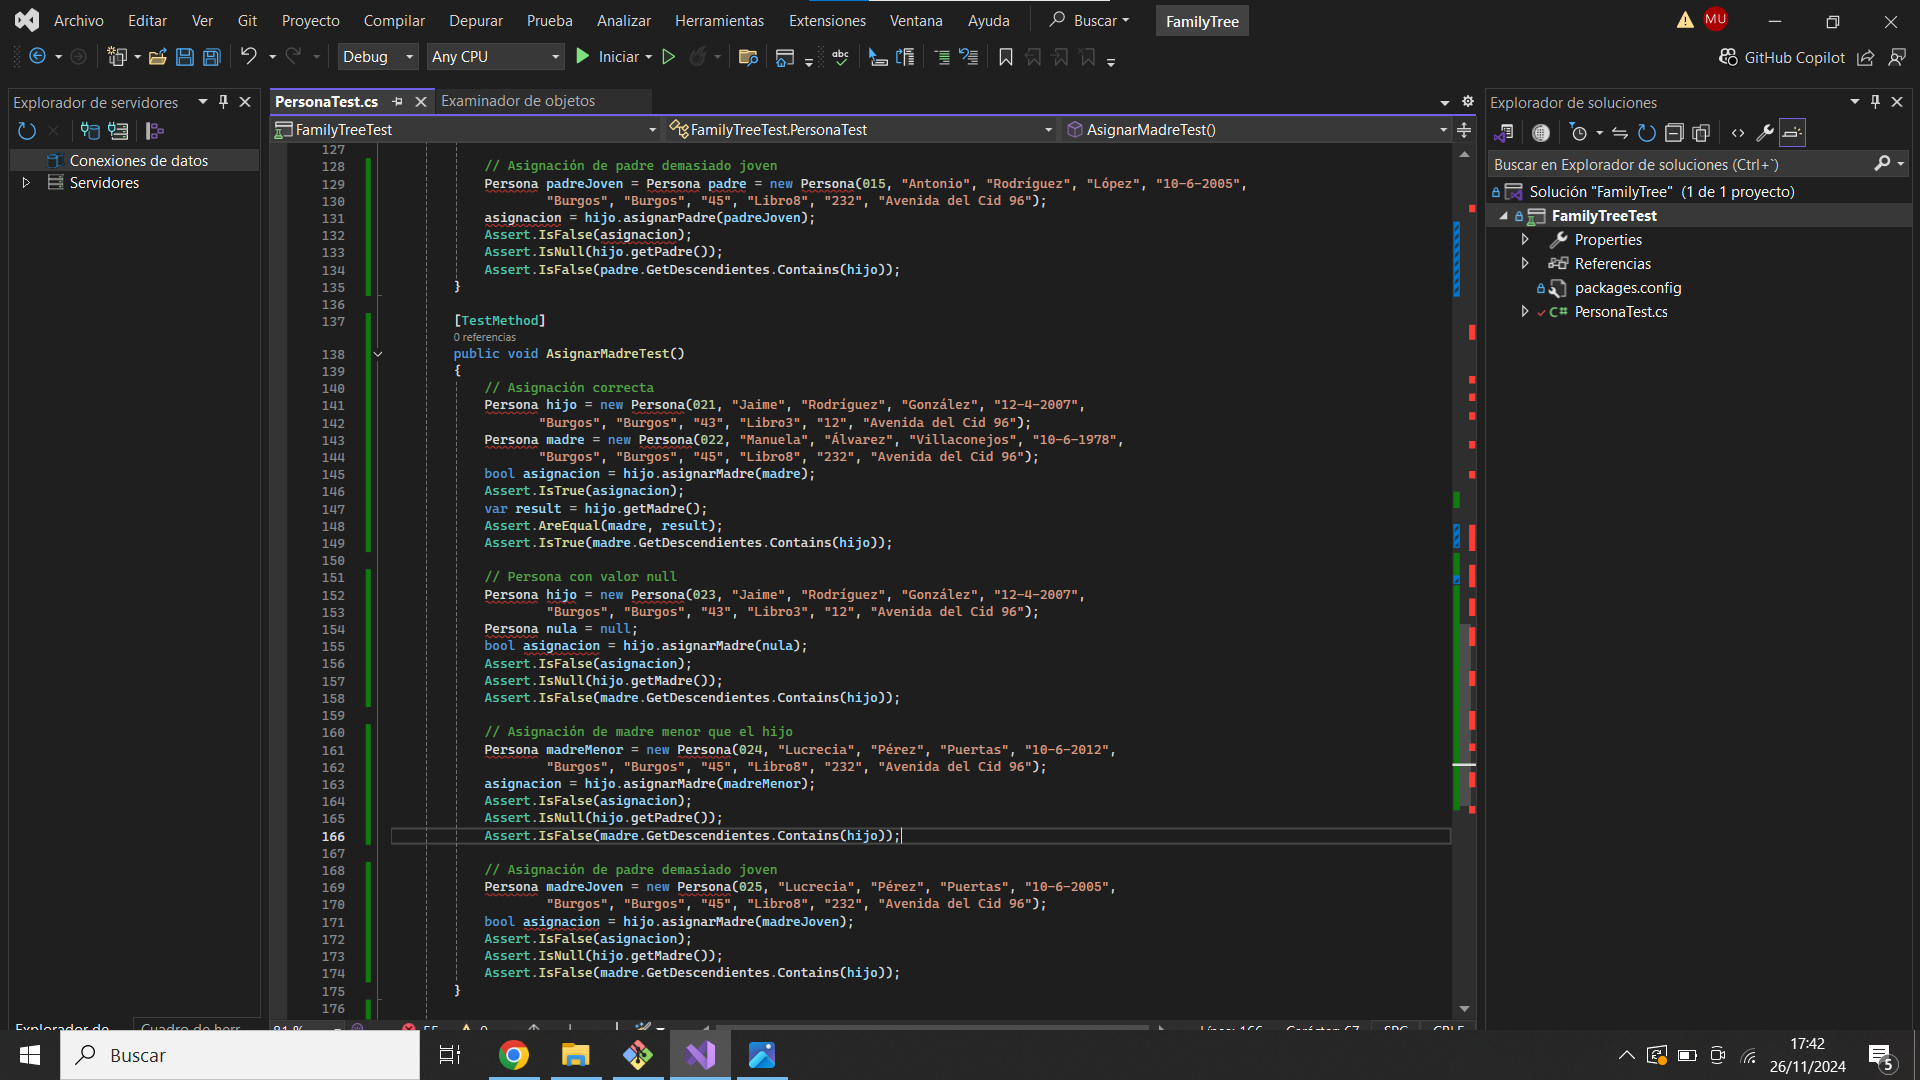 Archivo Editar Ver Git Proyecto Compilar Depurar Prueba Analizar Herramientas Extensiones Ventana Ayuda Buscar FamilyTree MU
Debug Any CPU Iniciar GitHub Copilot
Explorador de servidores
Conexiones de datos
Servidores
PersonaTest.cs Examinador de objetos
FamilyTreeTest FamilyTreeTest.PersonaTest AsignarMadreTest()
127
128 // Asignación de padre demasiado joven
129 Persona padreJoven = Persona padre = new Persona(015, "Antonio", "Rodríguez", "López", "10-6-2005",
130 "Burgos", "Burgos", "45", "Libro8", "232", "Avenida del Cid 96");
131 asignacion = hijo.asignarPadre(padreJoven);
132 Assert.IsFalse(asignacion);
133 Assert.IsNull(hijo.getPadre());
134 Assert.IsFalse(padre.GetDescendientes.Contains(hijo));
135 }
136
137 [TestMethod]
0 referencias
138 public void AsignarMadreTest()
139 {
140 // Asignación correcta
141 Persona hijo = new Persona(021, "Jaime", "Rodríguez", "González", "12-4-2007",
142 "Burgos", "Burgos", "43", "Libro3", "12", "Avenida del Cid 96");
143 Persona madre = new Persona(022, "Manuela", "Álvarez", "Villaconejos", "10-6-1978",
144 "Burgos", "Burgos", "45", "Libro8", "232", "Avenida del Cid 96");
145 bool asignacion = hijo.asignarMadre(madre);
146 Assert.IsTrue(asignacion);
147 var result = hijo.getMadre();
148 Assert.AreEqual(madre, result);
149 Assert.IsTrue(madre.GetDescendientes.Contains(hijo));
150
151 // Persona con valor null
152 Persona hijo = new Persona(023, "Jaime", "Rodríguez", "González", "12-4-2007",
153 "Burgos", "Burgos", "43", "Libro3", "12", "Avenida del Cid 96");
154 Persona nula = null;
155 bool asignacion = hijo.asignarMadre(nula);
156 Assert.IsFalse(asignacion);
157 Assert.IsNull(hijo.getMadre());
158 Assert.IsFalse(madre.GetDescendientes.Contains(hijo));
159
160 // Asignación de madre menor que el hijo
161 Persona madreMenor = new Persona(024, "Lucrecia", "Pérez", "Puertas", "10-6-2012",
162 "Burgos", "Burgos", "45", "Libro8", "232", "Avenida del Cid 96");
163 asignacion = hijo.asignarMadre(madreMenor);
164 Assert.IsFalse(asignacion);
165 Assert.IsNull(hijo.getPadre());
166 Assert.IsFalse(madre.GetDescendientes.Contains(hijo));
167
168 // Asignación de padre demasiado joven
169 Persona madreJoven = new Persona(025, "Lucrecia", "Pérez", "Puertas", "10-6-2005",
170 "Burgos", "Burgos", "45", "Libro8", "232", "Avenida del Cid 96");
171 bool asignacion = hijo.asignarMadre(madreJoven);
172 Assert.IsFalse(asignacion);
173 Assert.IsNull(hijo.getMadre());
174 Assert.IsFalse(madre.GetDescendientes.Contains(hijo));
175 }
176
Explorador de soluciones
Buscar en Explorador de soluciones (Ctrl+`)
Solución "FamilyTree" (1 de 1 proyecto)
FamilyTreeTest
Properties
Referencias
packages.config
PersonaTest.cs
Explorador de Cuadro de herr 81 % 55 0 Línea: 166 Carácter: 67 SPC CRLF
Buscar
17:42
26/11/2024
5